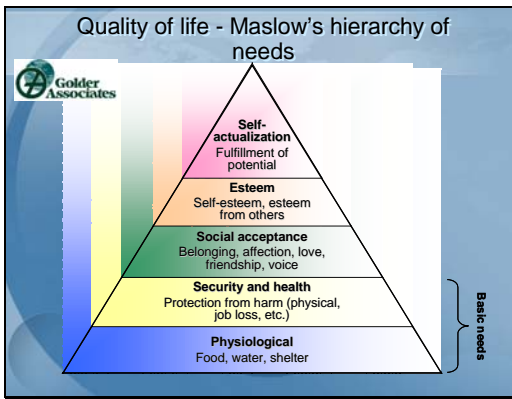 Quality of life - Maslow's hierarchy of
needs
Golder
Associates
Self-
actualization
Fulfillment of
potential
Esteem
Self-esteem, esteem
from others
Social acceptance
Belonging, affection, love,
friendship, voice
Security and health
Protection from harm (physical,
job loss, etc.)
Physiological
Food, water, shelter
Basic needs